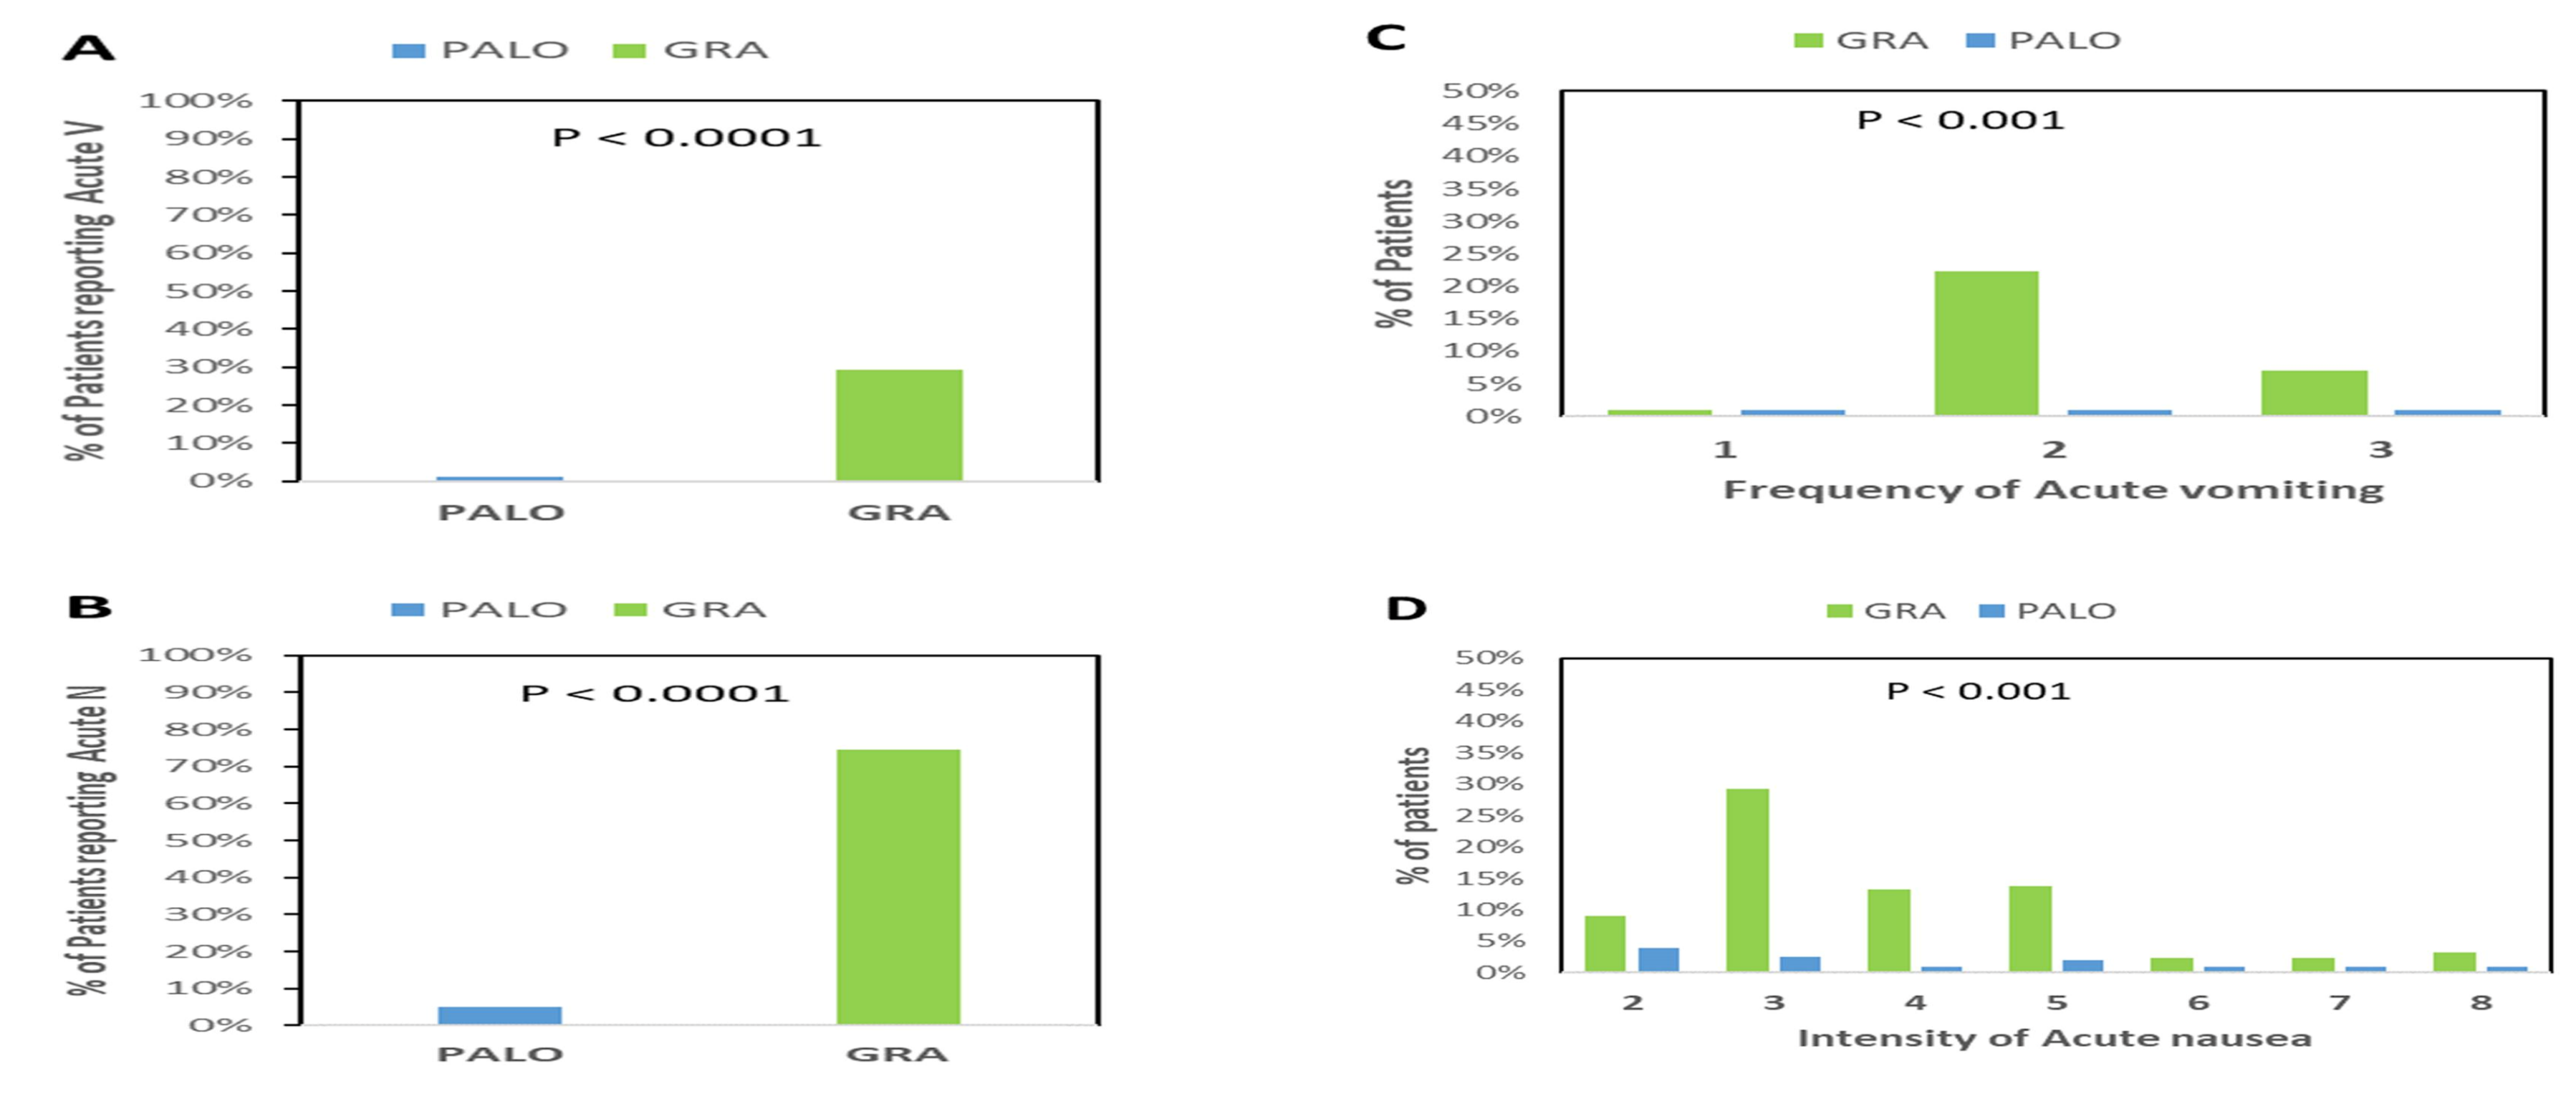 A
PALO GRA
% of Patients reporting Acute V
100%
90%
80%
70%
60%
50%
40%
30%
20%
10%
0%
P < 0.0001
PALO GRA
C
GRA PALO
% of Patients
50%
45%
40%
35%
30%
25%
20%
15%
10%
5%
0%
P < 0.001
1 2 3
Frequency of Acute vomiting
B
PALO GRA
% of Patients reporting Acute N
100%
90%
80%
70%
60%
50%
40%
30%
20%
10%
0%
P < 0.0001
PALO GRA
D
GRA PALO
% of patients
50%
45%
40%
35%
30%
25%
20%
15%
10%
5%
0%
P < 0.001
2 3 4 5 6 7 8
Intensity of Acute nausea